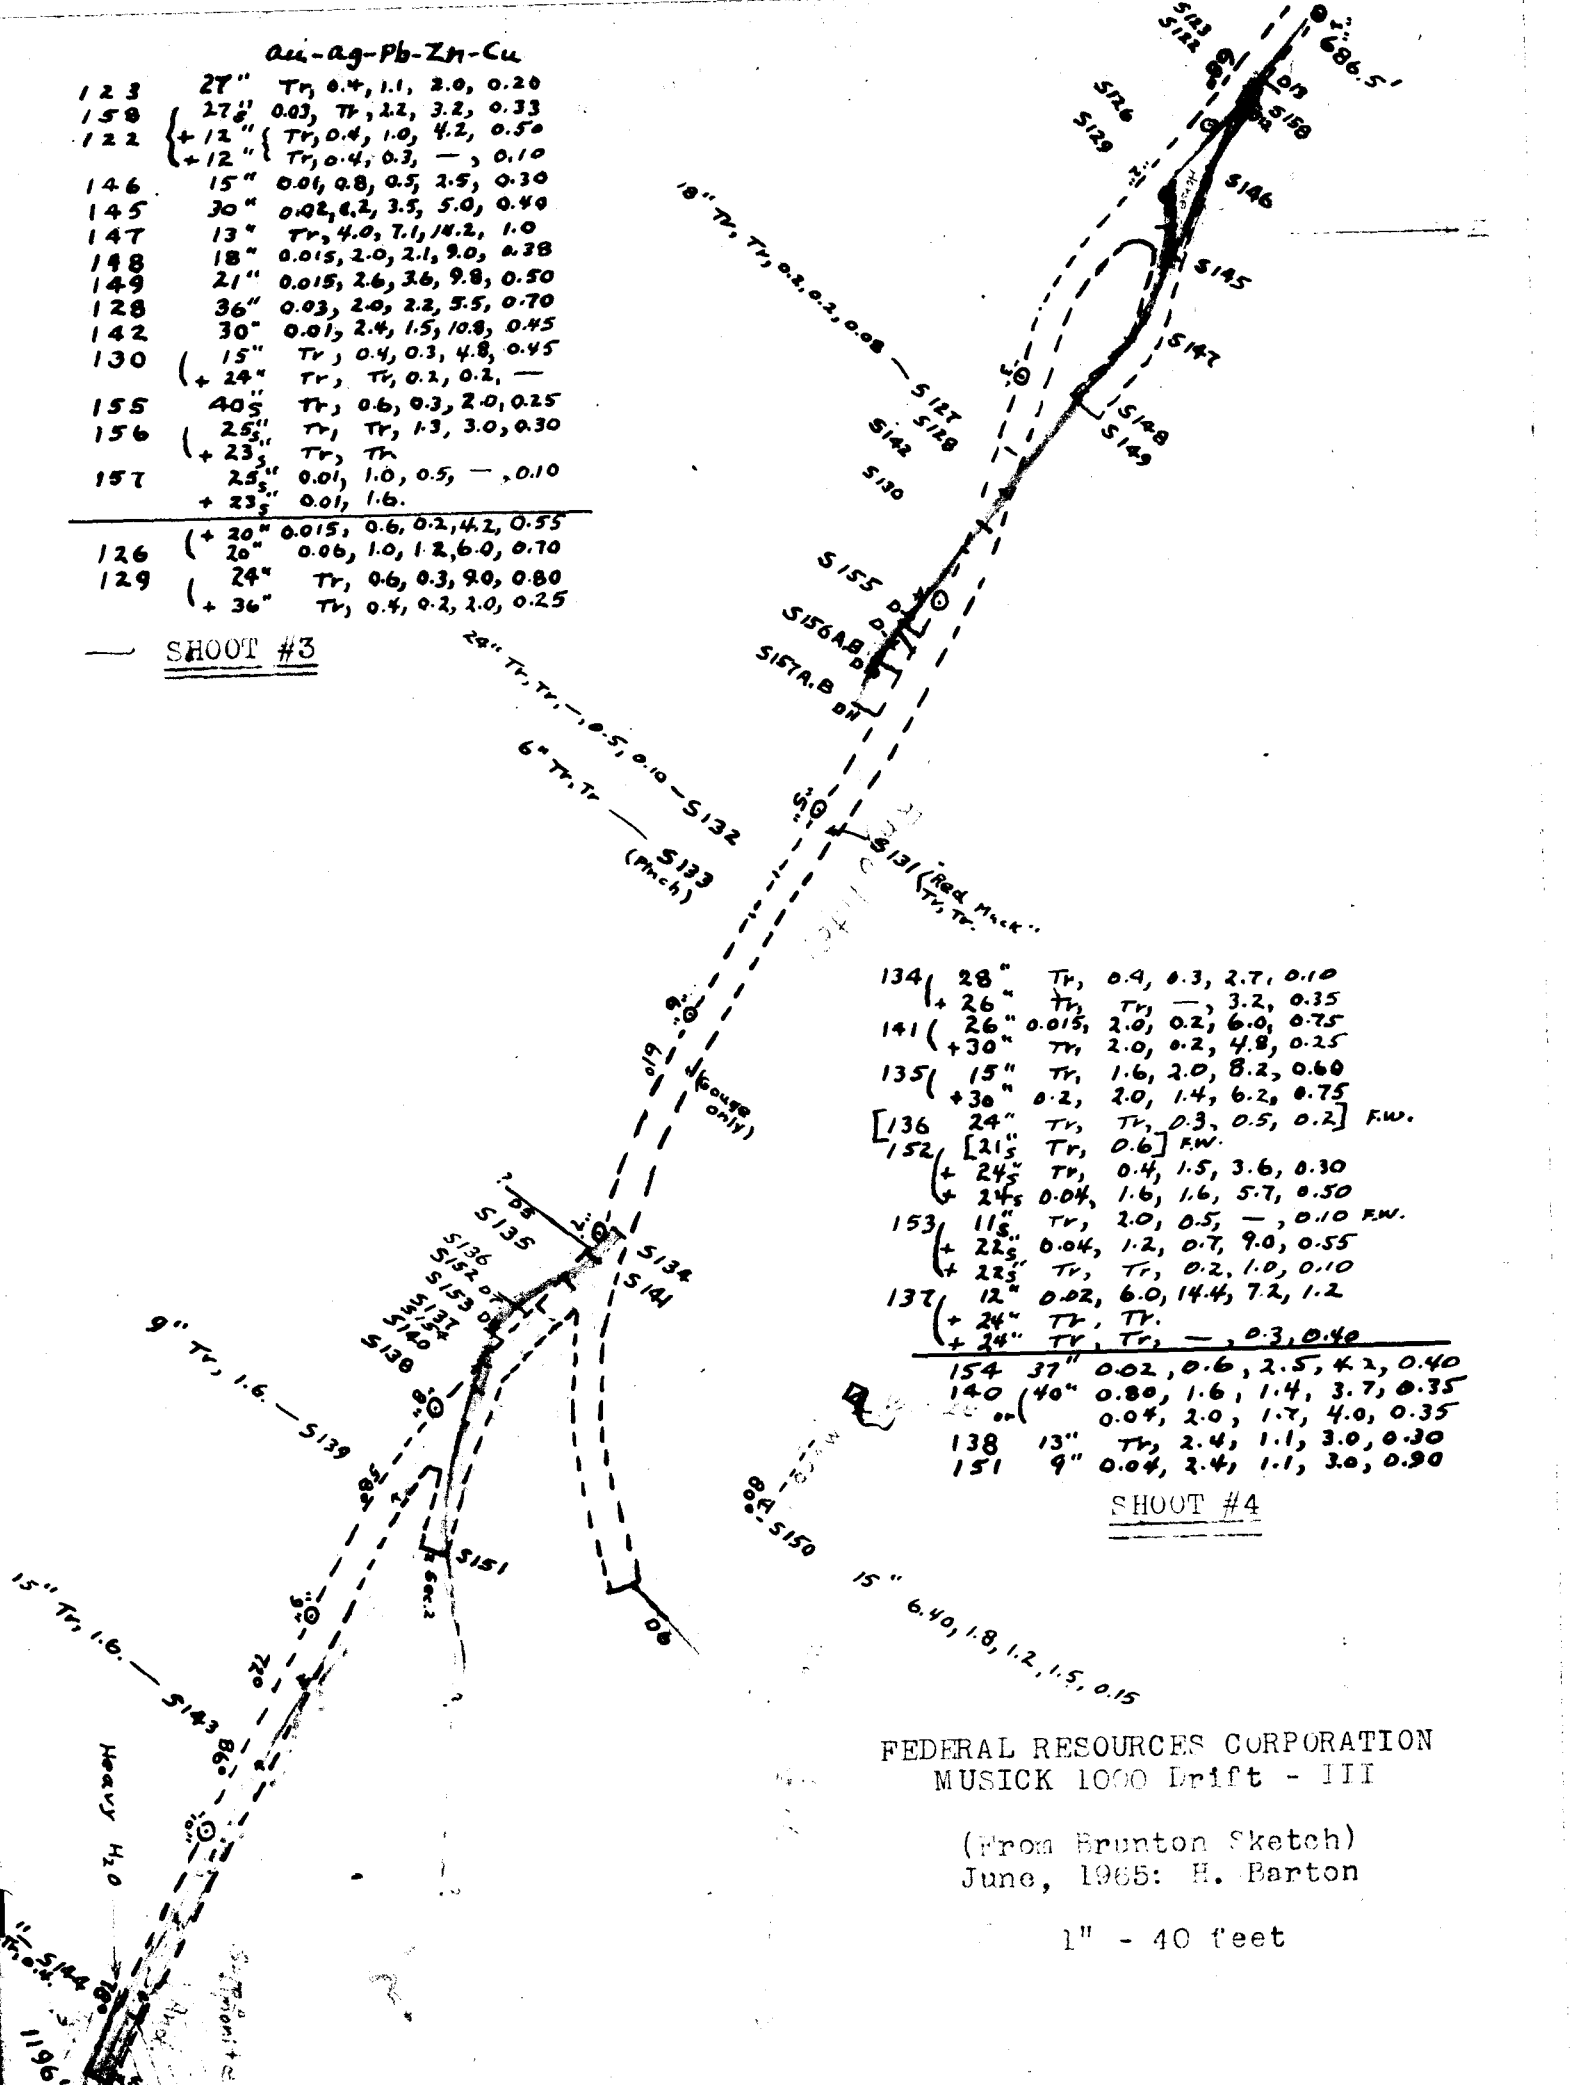 au-ag-Pb-Zn-Cu
123 27" Tr, 0.4, 1.1, 2.0, 0.20
158 27"s 0.03, Tr, 2.2, 3.2, 0.33
122 + 12" Tr, 0.4, 1.0, 4.2, 0.50
+ 12" Tr, 0.4, 0.3, —, 0.10
146 15" 0.01, 0.8, 0.5, 2.5, 0.30
145 30" 0.02, 3.5, 5.0, 0.40
147 13" Tr, 4.0, 7.1, 14.2, 1.0
148 18" 0.015, 2.0, 2.1, 9.0, 0.38
149 21" 0.015, 2.6, 3.6, 9.8, 0.50
128 36" 0.03, 2.0, 2.2, 5.5, 0.70
142 30" 0.01, 2.4, 1.5, 10.8, 0.45
130 ( 15" Tr, 0.4, 0.3, 4.8, 0.45
+ 24" Tr, Tr, 0.2, 0.2, —
155 40"s Tr, 0.6, 0.3, 2.0, 0.25
156 ( 25"s Tr, Tr, 1.3, 3.0, 0.30
+ 23"s Tr, Tr
157 25"s 0.01, 1.0, 0.5, —, 0.10
+ 23"s 0.01, 1.6.
(+ 20" 0.015, 0.6, 0.2, 4.2, 0.55
126 20" 0.06, 1.0, 1.2, 6.0, 0.70
129 ( 24" Tr, 0.6, 0.3, 9.0, 0.80
+ 36" Tr, 0.4, 0.2, 2.0, 0.25
— SHOOT #3
S123
S122
"1"
686.5'
D13
S158
S126
S129
"2"
S146
S145
S147
S148
S149
18" Tr, Tr, 0.2, 0.2, 0.08 — S127
S128
S142
S130
"3"
S155
S156A,B
S157A,B
DH
24" Tr, Tr, —, 0.5, 0.10 — S132
6" Tr, Tr — S133
(Pinch)
"5"
S131 (Red Muck
Tr, Tr.
"6"
61°
(Gouge
only)
134 ( 28" Tr, 0.4, 0.3, 2.7, 0.10
+ 26" Tr, Tr, —, 3.2, 0.35
141 ( 26" 0.015, 2.0, 0.2, 6.0, 0.75
+30" Tr, 2.0, 0.2, 4.8, 0.25
135 ( 15" Tr, 1.6, 2.0, 8.2, 0.60
+30" 0.2, 2.0, 1.4, 6.2, 0.75
[136 24" Tr, Tr, 0.3, 0.5, 0.2] F.W.
152 [21"s Tr, 0.6] F.W.
+ 24"s Tr, 0.4, 1.5, 3.6, 0.30
+ 24s 0.04, 1.6, 1.6, 5.7, 0.50
153 11"s Tr, 2.0, 0.5, —, 0.10 F.W.
+ 22"s 0.04, 1.2, 0.7, 9.0, 0.55
+ 22"s Tr, Tr, 0.2, 1.0, 0.10
137 12" 0.02, 6.0, 14.4, 7.2, 1.2
+ 24" Tr, Tr.
+ 24" Tr, Tr, —, 0.3, 0.40
154 37" 0.02, 0.6, 2.5, 4.2, 0.40
140 (40" 0.80, 1.6, 1.4, 3.7, 0.35
or ( 0.04, 2.0, 1.7, 4.0, 0.35
138 13" Tr, 2.4, 1.1, 3.0, 0.30
151 9" 0.04, 2.4, 1.1, 3.0, 0.90
SHOOT #4
?
D5
S135
"7"
S134
S141
S136
S152 D7
S153
S137
S154
S140
S138
9" Tr, 1.6. — S139
"8"
58°
S151
Sec. 2
?
D6
S150
15" 6.40, 1.8, 1.2, 1.5, 0.15
"9"
72°
15" Tr, 1.6. — S143
86°
"10"
Heavy H2O
S144
78°
1196'
?
?
FEDERAL RESOURCES CORPORATION
MUSICK 1000 Drift - III
(From Brunton Sketch)
June, 1965: H. Barton
1" - 40 feet